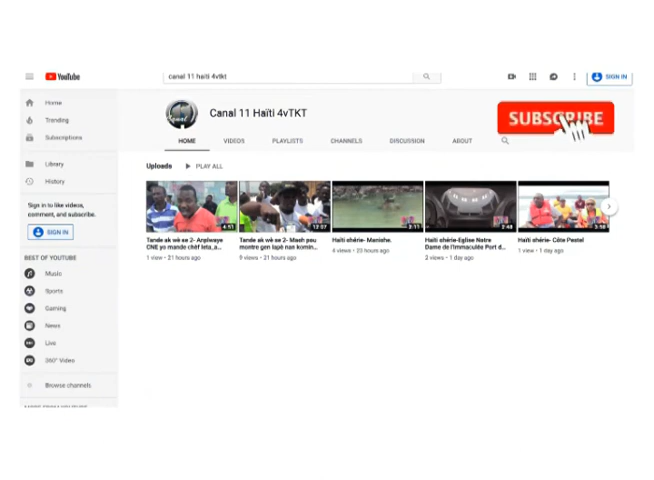 YouTube
canal 11 haiti 4vtkt
SIGN IN
Home
Trending
Subscriptions
Library
History
Sign in to like videos,
comment, and subscribe.
SIGN IN
BEST OF YOUTUBE
Music
Sports
Gaming
News
Live
360° Video
Browse channels
Canal 11 Haïti 4vTKT
SUBSCRIBE
HOME VIDEOS PLAYLISTS CHANNELS DISCUSSION ABOUT
Uploads PLAY ALL
4:51
12:07
2:11
2:48
3:58
Tande ak wè se 2- Anplwaye
CNE yo mande chèf leta,a...
1 view • 21 hours ago
Tande ak wè se 2- Mash pou
montre gen lapè nan komin...
9 views • 21 hours ago
Haïti shérie- Maniche.
4 views • 23 hours ago
Haïti shérie-Eglise Notre
Dame de l'Immaculée Port d...
2 views • 1 day ago
Haïti shérie- Côte Pestel
1 view • 1 day ago